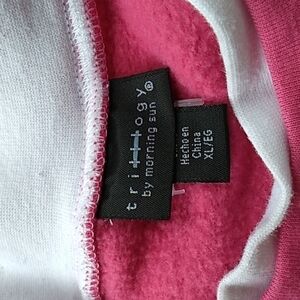 trilogy®
by morning sun
Hecho en
China
XL/EG